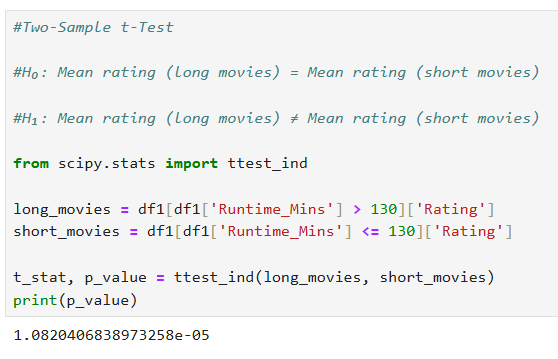 #Two-Sample t-Test
#H₀: Mean rating (long movies) = Mean rating (short movies)
#H₁: Mean rating (long movies) ≠ Mean rating (short movies)
from scipy.stats import ttest_ind
long_movies = df1[df1['Runtime_Mins'] > 130]['Rating']
short_movies = df1[df1['Runtime_Mins'] <= 130]['Rating']
t_stat, p_value = ttest_ind(long_movies, short_movies)
print(p_value)
1.0820406838973258e-05